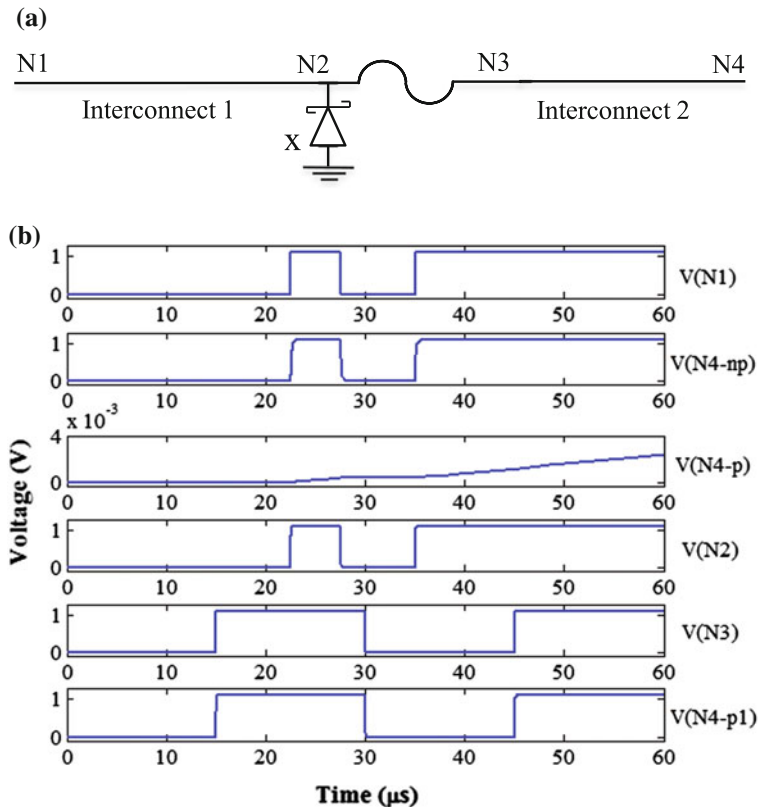 (a)
N1 N2 N3 N4
Interconnect 1 Interconnect 2
X
(b)
1
0
0 10 20 30 40 50 60
V(N1)
1
0
0 10 20 30 40 50 60
V(N4-np)
x 10⁻³
4
0
0 10 20 30 40 50 60
V(N4-p)
1
0
0 10 20 30 40 50 60
V(N2)
1
0
0 10 20 30 40 50 60
V(N3)
1
0
0 10 20 30 40 50 60
V(N4-p1)
Voltage (V)
Time (μs)